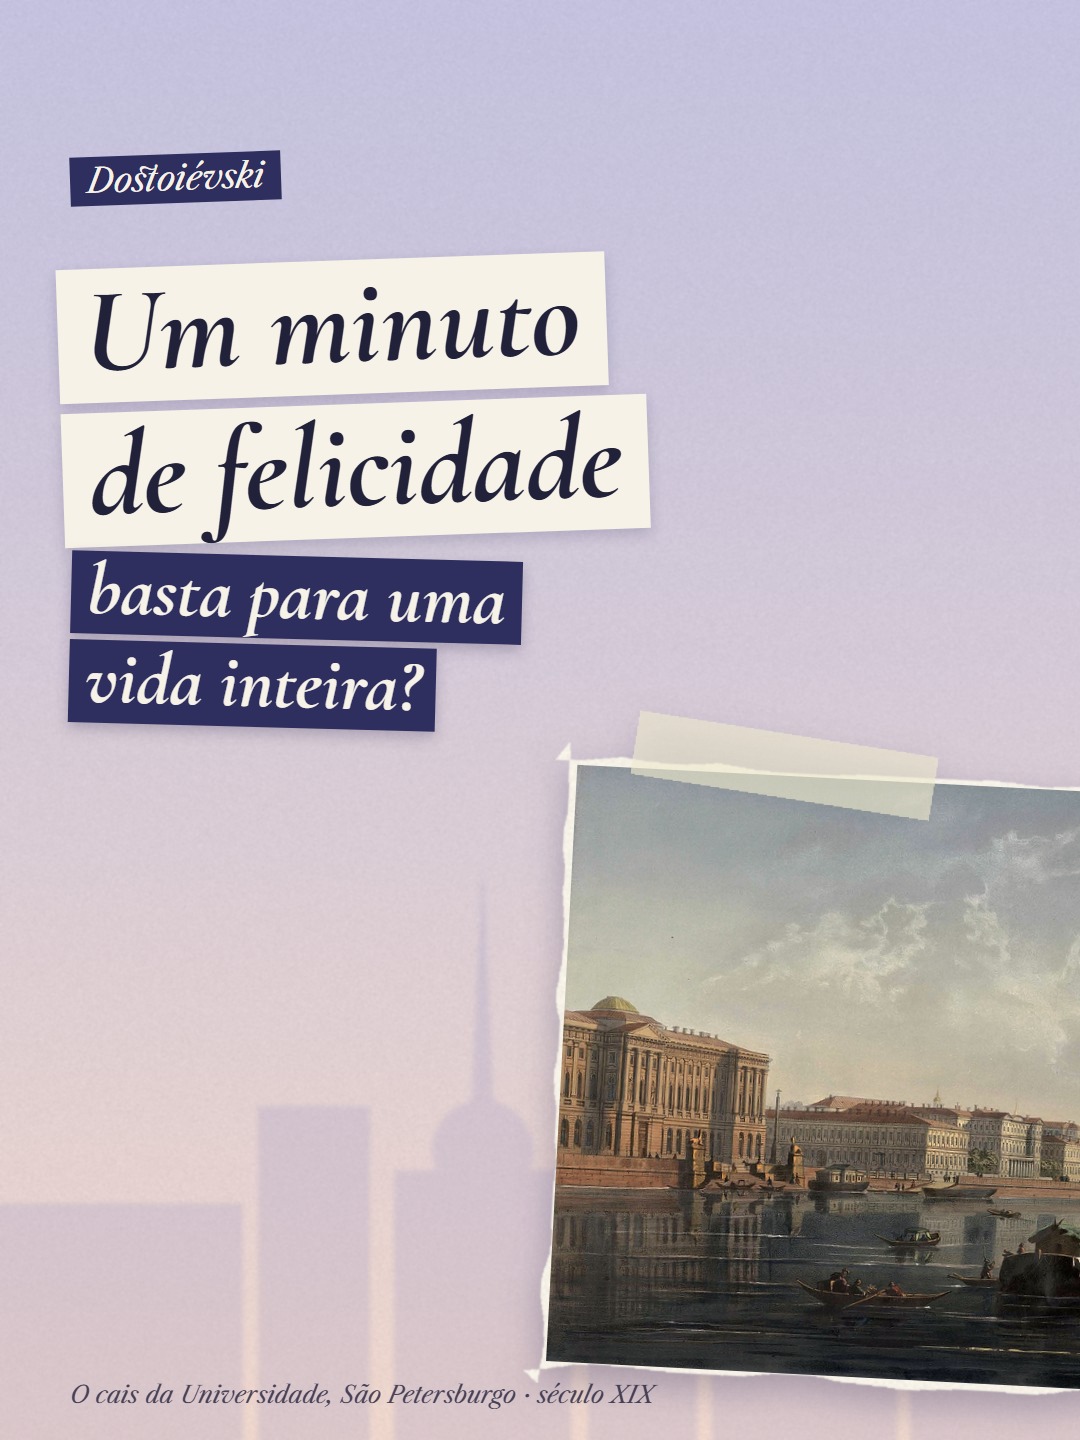 Dostoiévski
Um minuto
de felicidade
basta para uma
vida inteira?
O cais da Universidade, São Petersburgo · século XIX